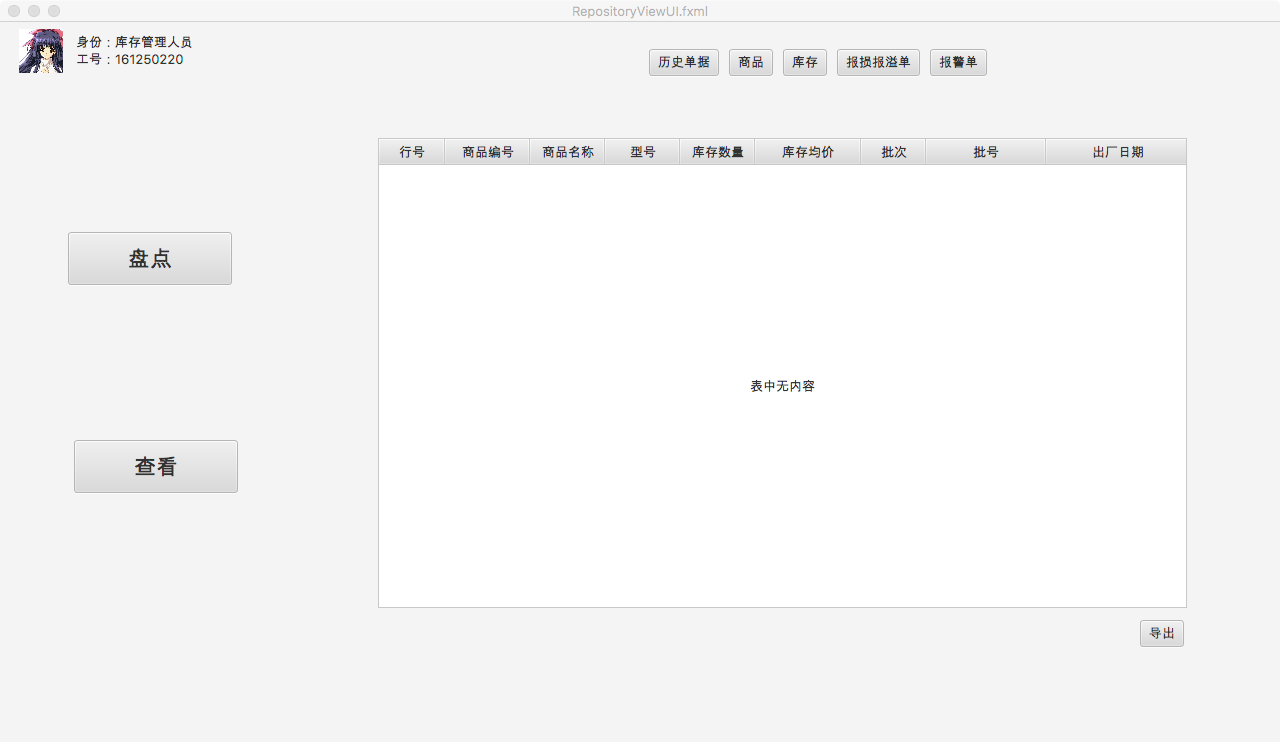 RepositoryViewUI.fxml
身份：库存管理人员
工号：161250220
历史单据 商品 库存 报损报溢单 报警单
行号 商品编号 商品名称 型号 库存数量 库存均价 批次 批号 出厂日期
盘点
表中无内容
查看
导出